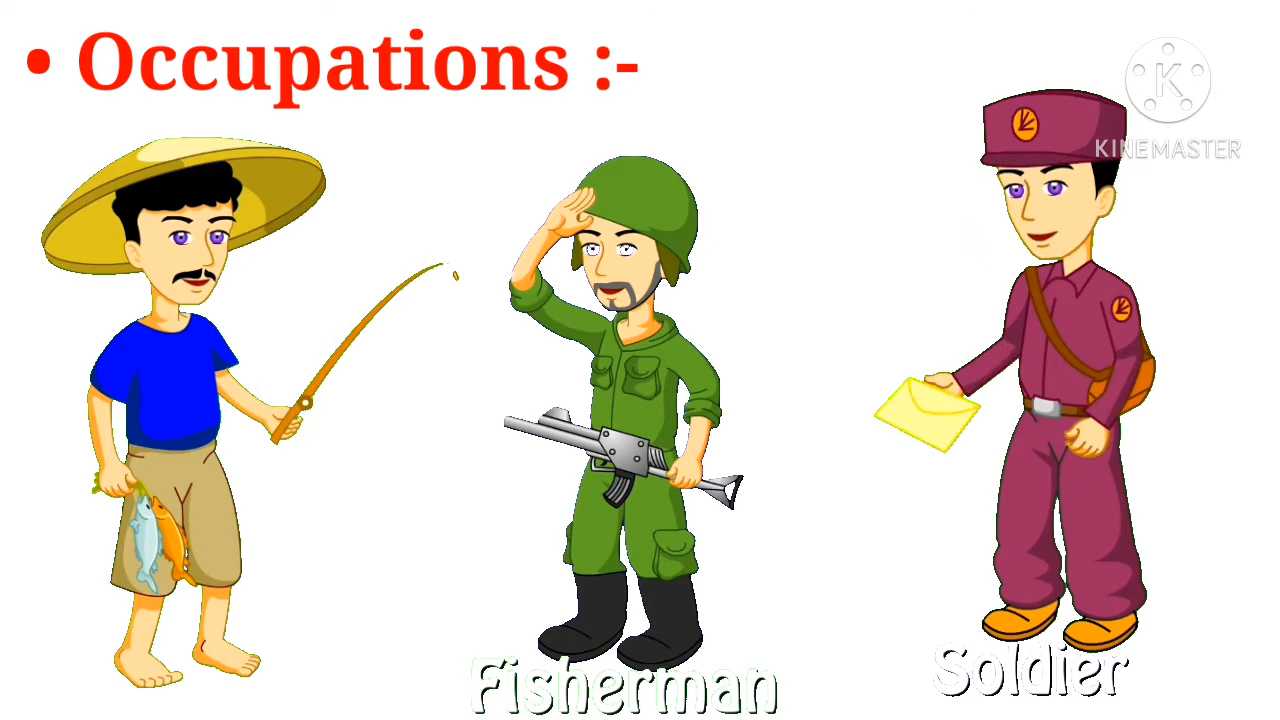 • Occupations :-
K
KINEMASTER
Fisherman
Soldier